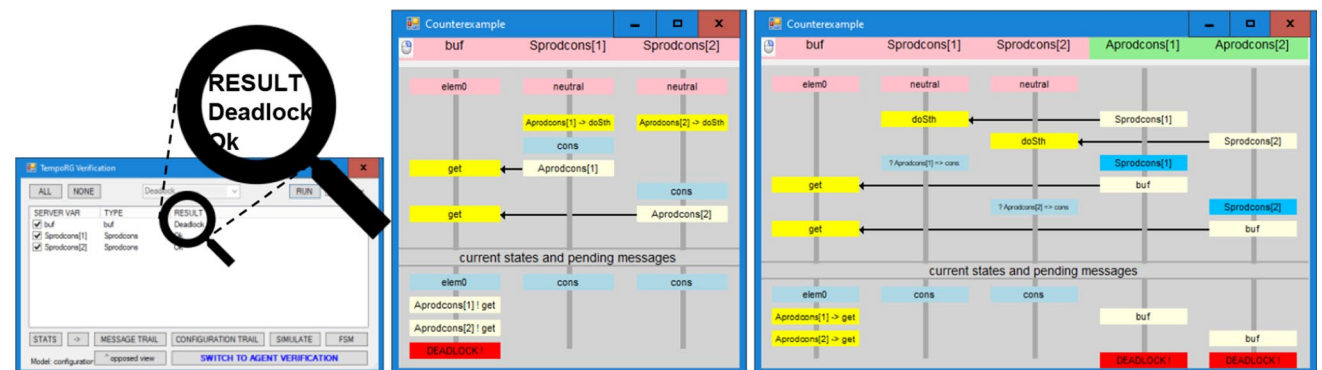 RESULT
Deadlock
Ok
TempoRG Verification
x
ALL NONE Deadlock RUN
SERVER VAR TYPE RESULT
buf buf Deadlock
Sprodcons[1] Sprodcons Ok
Sprodcons[2] Sprodcons Ok
STATS -> MESSAGE TRAIL CONFIGURATION TRAIL SIMULATE FSM
Model: configuration ^ opposed view SWITCH TO AGENT VERIFICATION
Counterexample
x
buf Sprodcons[1] Sprodcons[2]
elem0 neutral neutral
Aprodcons[1] -> doSth Aprodcons[2] -> doSth
cons
get Aprodcons[1]
cons
get Aprodcons[2]
current states and pending messages
elem0 cons cons
Aprodcons[1] ! get
Aprodcons[2] ! get
DEADLOCK !
Counterexample
x
buf Sprodcons[1] Sprodcons[2] Aprodcons[1] Aprodcons[2]
elem0 neutral neutral
doSth Sprodcons[1]
doSth Sprodcons[2]
? Aprodcons[1] => cons Sprodcons[1]
get buf
? Aprodcons[2] => cons Sprodcons[2]
get buf
current states and pending messages
elem0 cons cons
Aprodcons[1] -> get buf
Aprodcons[2] -> get buf
DEADLOCK ! DEADLOCK !